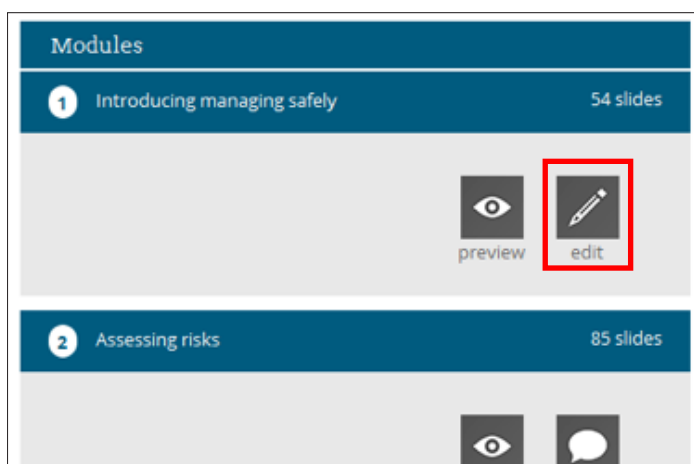 Modules
1 Introducing managing safely 54 slides
preview edit
2 Assessing risks 85 slides